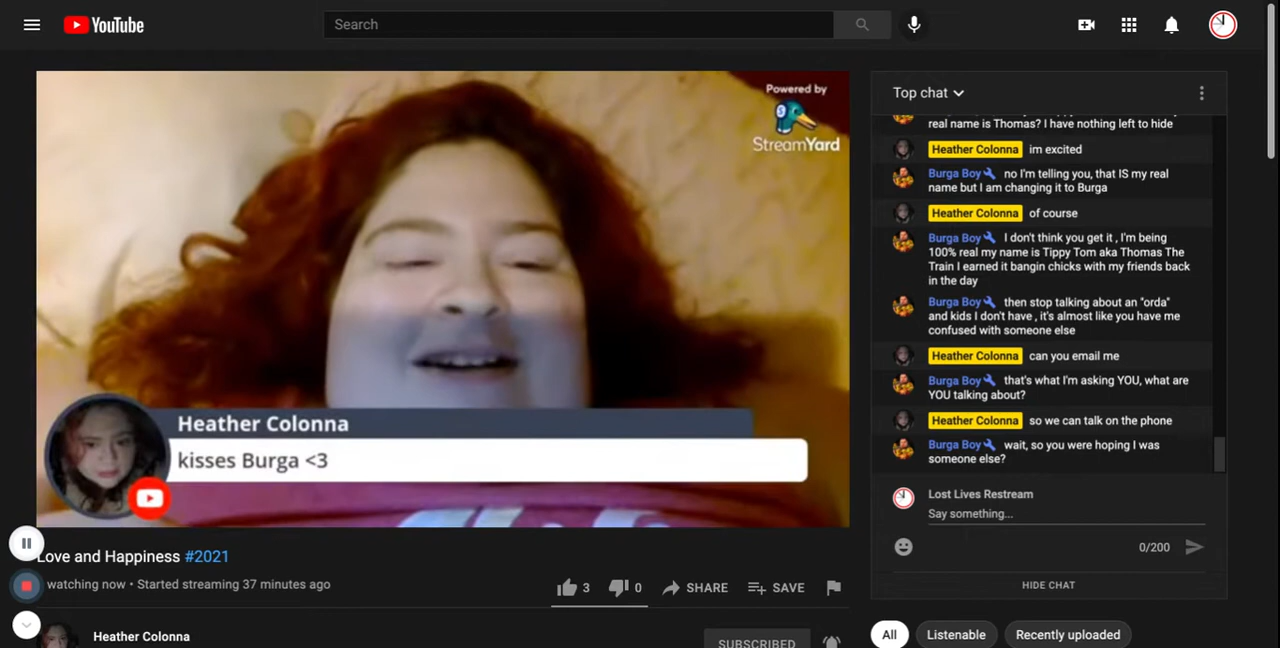 YouTube
Search
Powered by
StreamYard
Heather Colonna
kisses Burga <3
Love and Happiness #2021
watching now • Started streaming 37 minutes ago
3
0
SHARE
SAVE
Heather Colonna
SUBSCRIBED
Top chat
real name is Thomas? I have nothing left to hide
Heather Colonna im excited
Burga Boy no I'm telling you, that IS my real
name but I am changing it to Burga
Heather Colonna of course
Burga Boy I don't think you get it , I'm being
100% real my name is Tippy Tom aka Thomas The
Train I earned it bangin chicks with my friends back
in the day
Burga Boy then stop talking about an "orda"
and kids I don't have , it's almost like you have me
confused with someone else
Heather Colonna can you email me
Burga Boy that's what I'm asking YOU, what are
YOU talking about?
Heather Colonna so we can talk on the phone
Burga Boy wait, so you were hoping I was
someone else?
Lost Lives Restream
Say something...
0/200
HIDE CHAT
All
Listenable
Recently uploaded